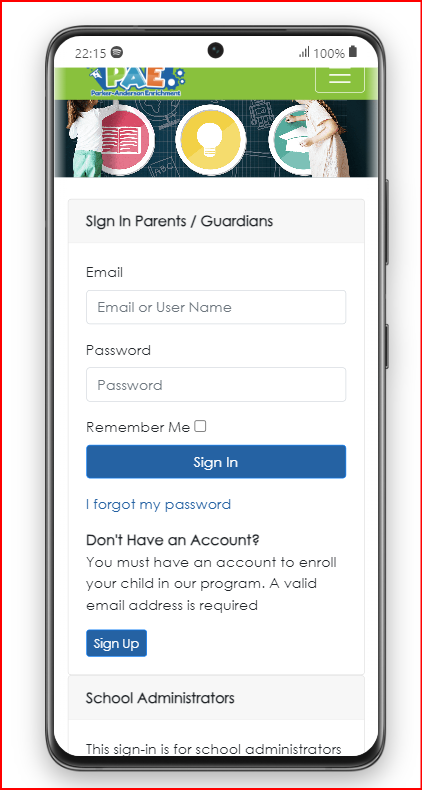 22:15
100%
PAE
Parker-Anderson Enrichment
Sign In Parents / Guardians
Email
Email or User Name
Password
Password
Remember Me
Sign In
I forgot my password
Don't Have an Account?
You must have an account to enroll
your child in our program. A valid
email address is required
Sign Up
School Administrators
This sign-in is for school administrators